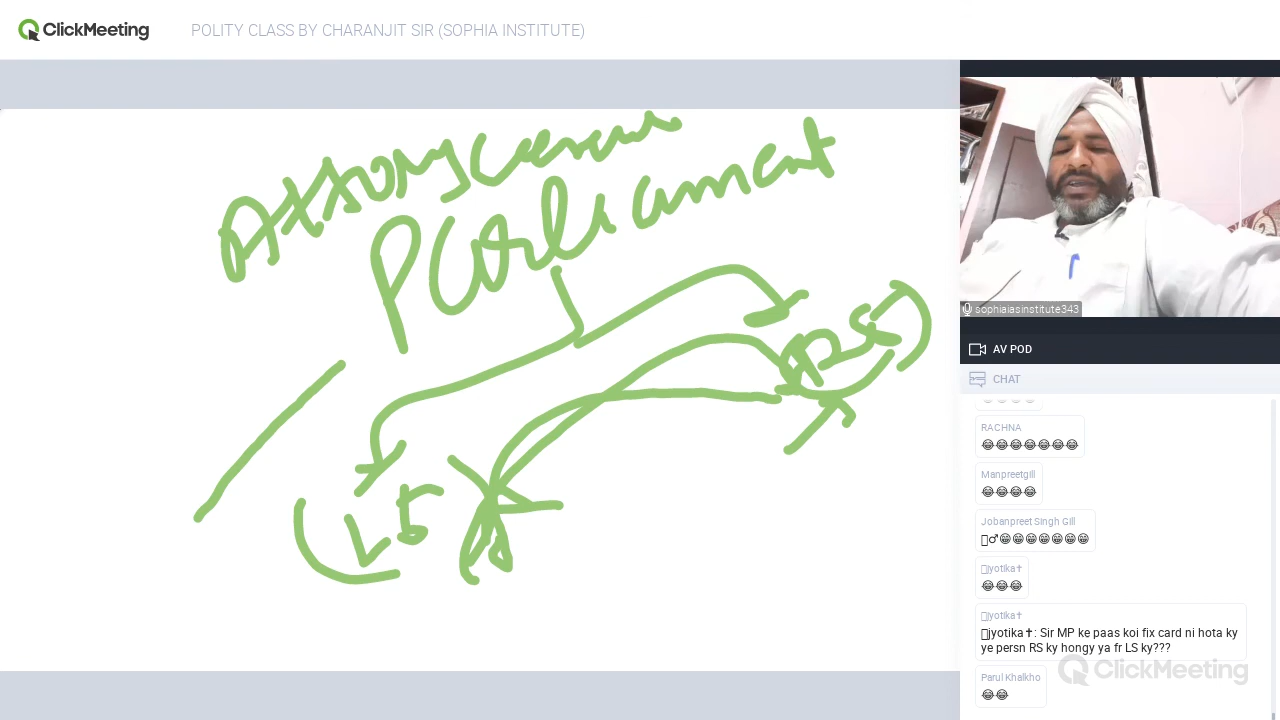 ClickMeeting
POLITY CLASS BY CHARANJIT SIR (SOPHIA INSTITUTE)
Parliament
(RS)
(LS
sophiaiasinstitute343
AV POD
CHAT
RACHNA
😂😂😂😂😂😂😂
Manpreetgill
😂😂😂😂
Jobanpreet Singh Gill
♂😁😁😁😁😁😁😁
jyotika✝
😂😂😂
jyotika✝
jyotika✝: Sir MP ke paas koi fix card ni hota ky
ye persn RS ky hongy ya fr LS ky???
ClickMeeting
Parul Khalkho
😂😂